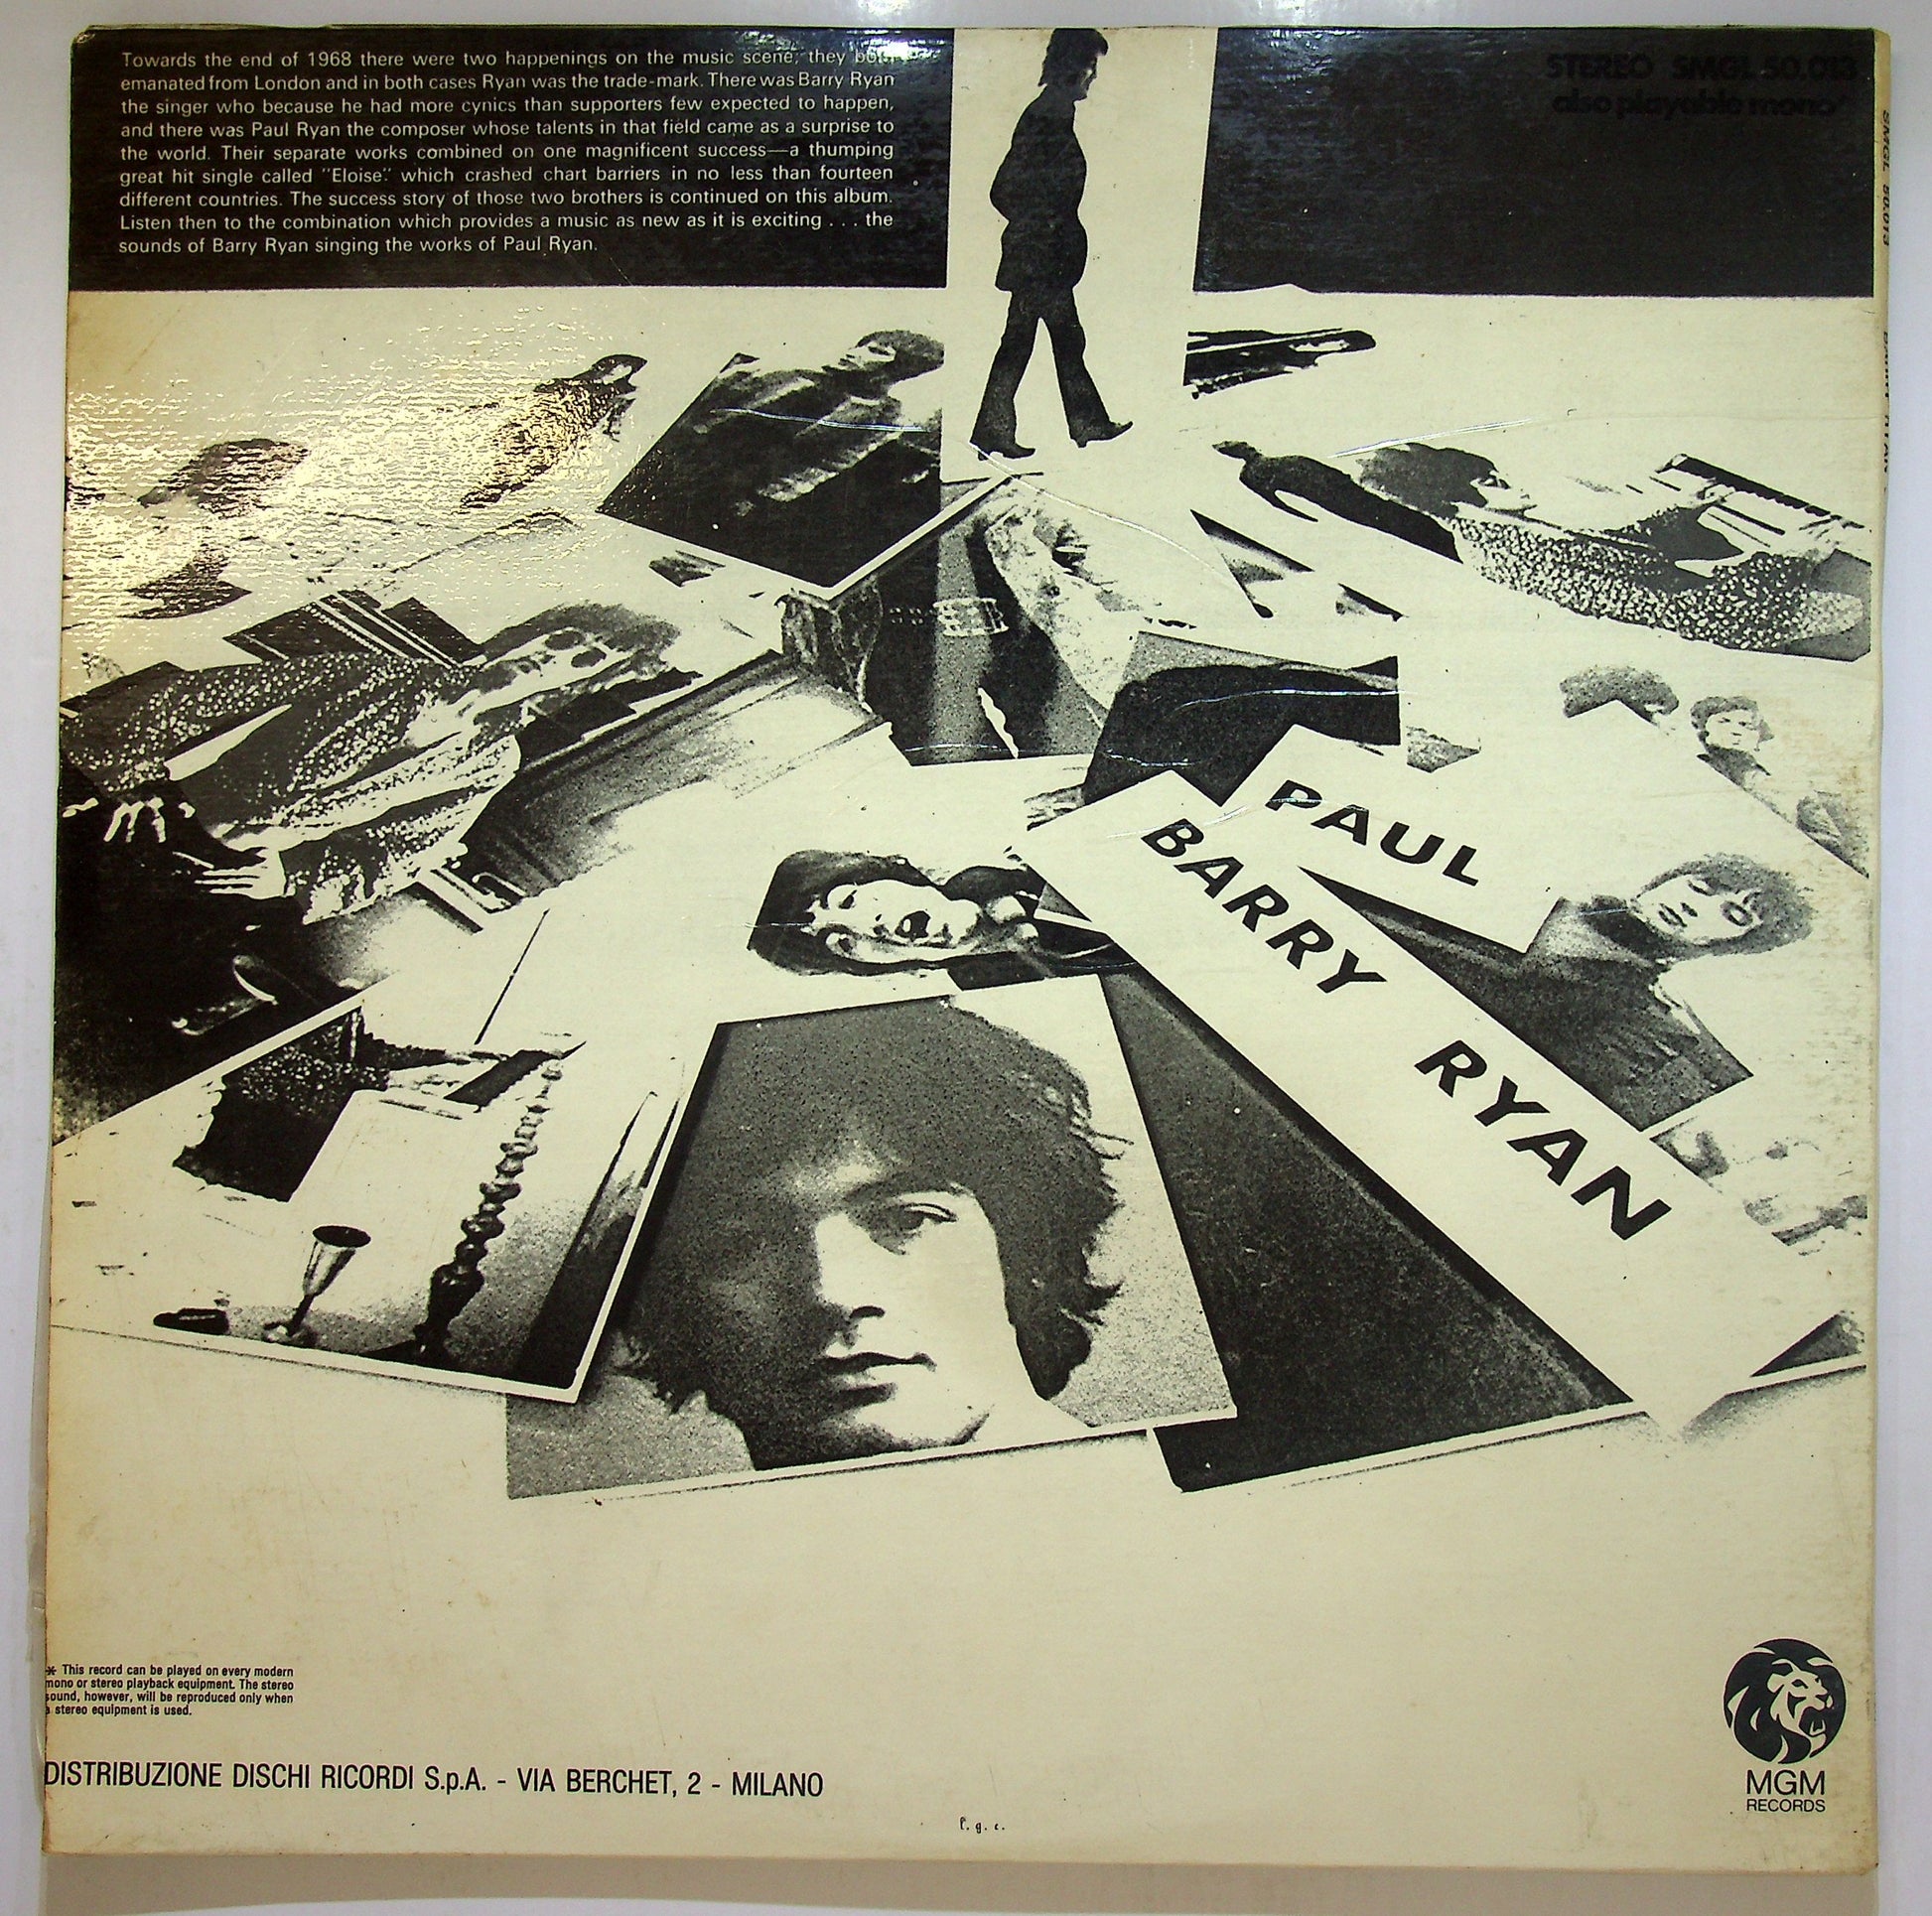 Towards the end of 1968 there were two happenings on the music scene; they both
emanated from London and in both cases Ryan was the trade-mark. There was Barry Ryan
the singer who because he had more cynics than supporters few expected to happen,
and there was Paul Ryan the composer whose talents in that field came as a surprise to
the world. Their separate works combined on one magnificent success—a thumping
great hit single called "Eloise." which crashed chart barriers in no less than fourteen
different countries. The success story of those two brothers is continued on this album.
Listen then to the combination which provides a music as new as it is exciting . . . the
sounds of Barry Ryan singing the works of Paul Ryan.
STEREO SMGL 50.013
also playable mono*
SMGL 50.013
BARRY RYAN
PAUL
BARRY RYAN
* This record can be played on every modern
mono or stereo playback equipment. The stereo
sound, however, will be reproduced only when
a stereo equipment is used.
DISTRIBUZIONE DISCHI RICORDI S.p.A. - VIA BERCHET, 2 - MILANO
l. g. c.
MGM
RECORDS